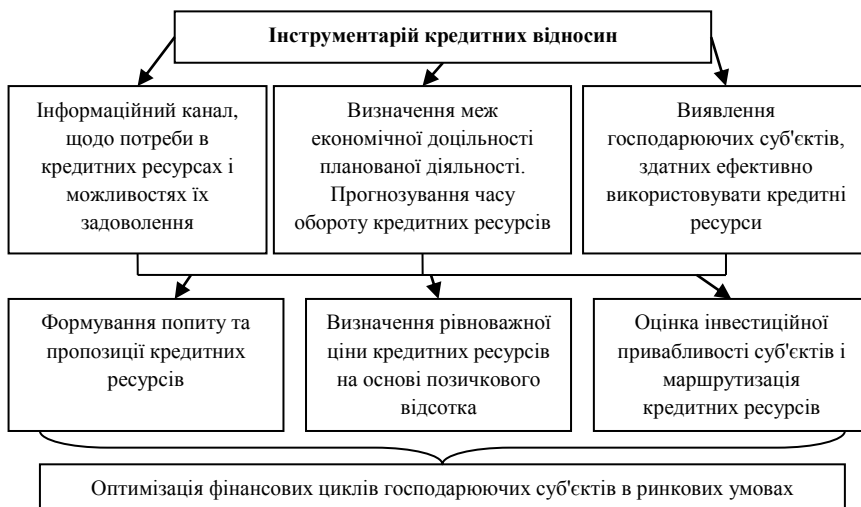 Інструментарій кредитних відносин
Інформаційний канал,
щодо потреби в
кредитних ресурсах і
можливостях їх
задоволення
Визначення меж
економічної доцільності
планованої діяльності.
Прогнозування часу
обороту кредитних ресурсів
Виявлення
господарюючих суб'єктів,
здатних ефективно
використовувати кредитні
ресурси
Формування попиту та
пропозиції кредитних
ресурсів
Визначення рівноважної
ціни кредитних ресурсів
на основі позичкового
відсотка
Оцінка інвестиційної
привабливості суб'єктів і
маршрутизація
кредитних ресурсів
Оптимізація фінансових циклів господарюючих суб'єктів в ринкових умовах